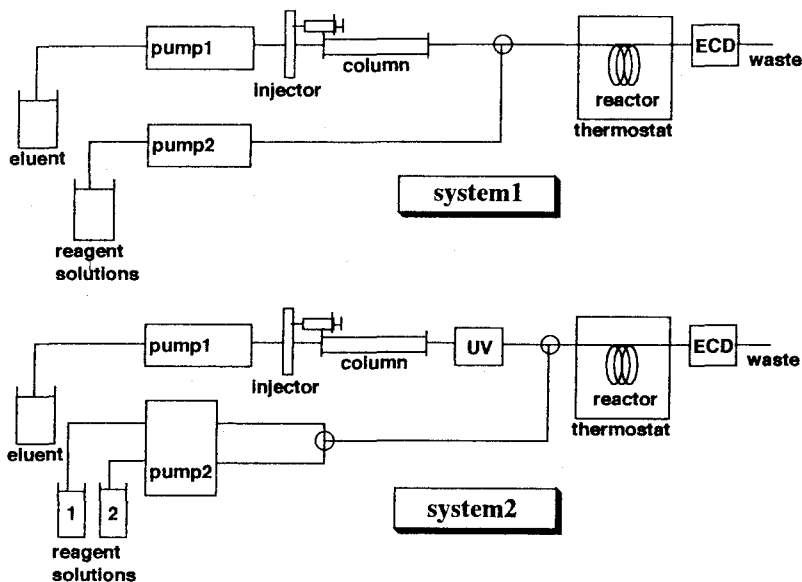 pump1
injector
column
ECD
waste
reactor
thermostat
eluent
pump2
reagent
solutions
system1
pump1
injector
column
UV
ECD
waste
reactor
thermostat
eluent
pump2
1 2
reagent
solutions
system2